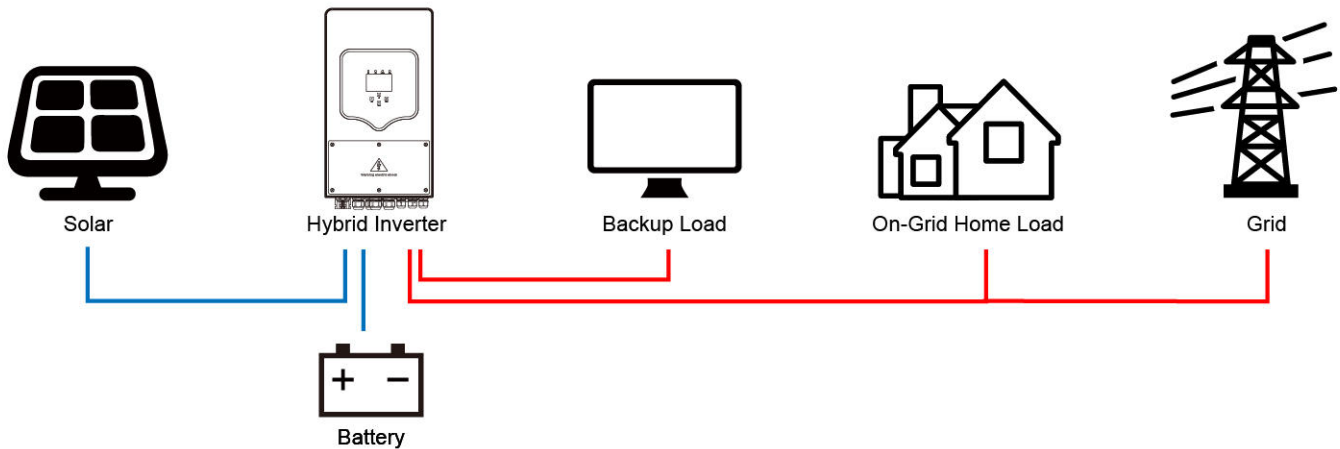 Solar
Hybrid Inverter
Backup Load
On-Grid Home Load
Grid
+ −
Battery